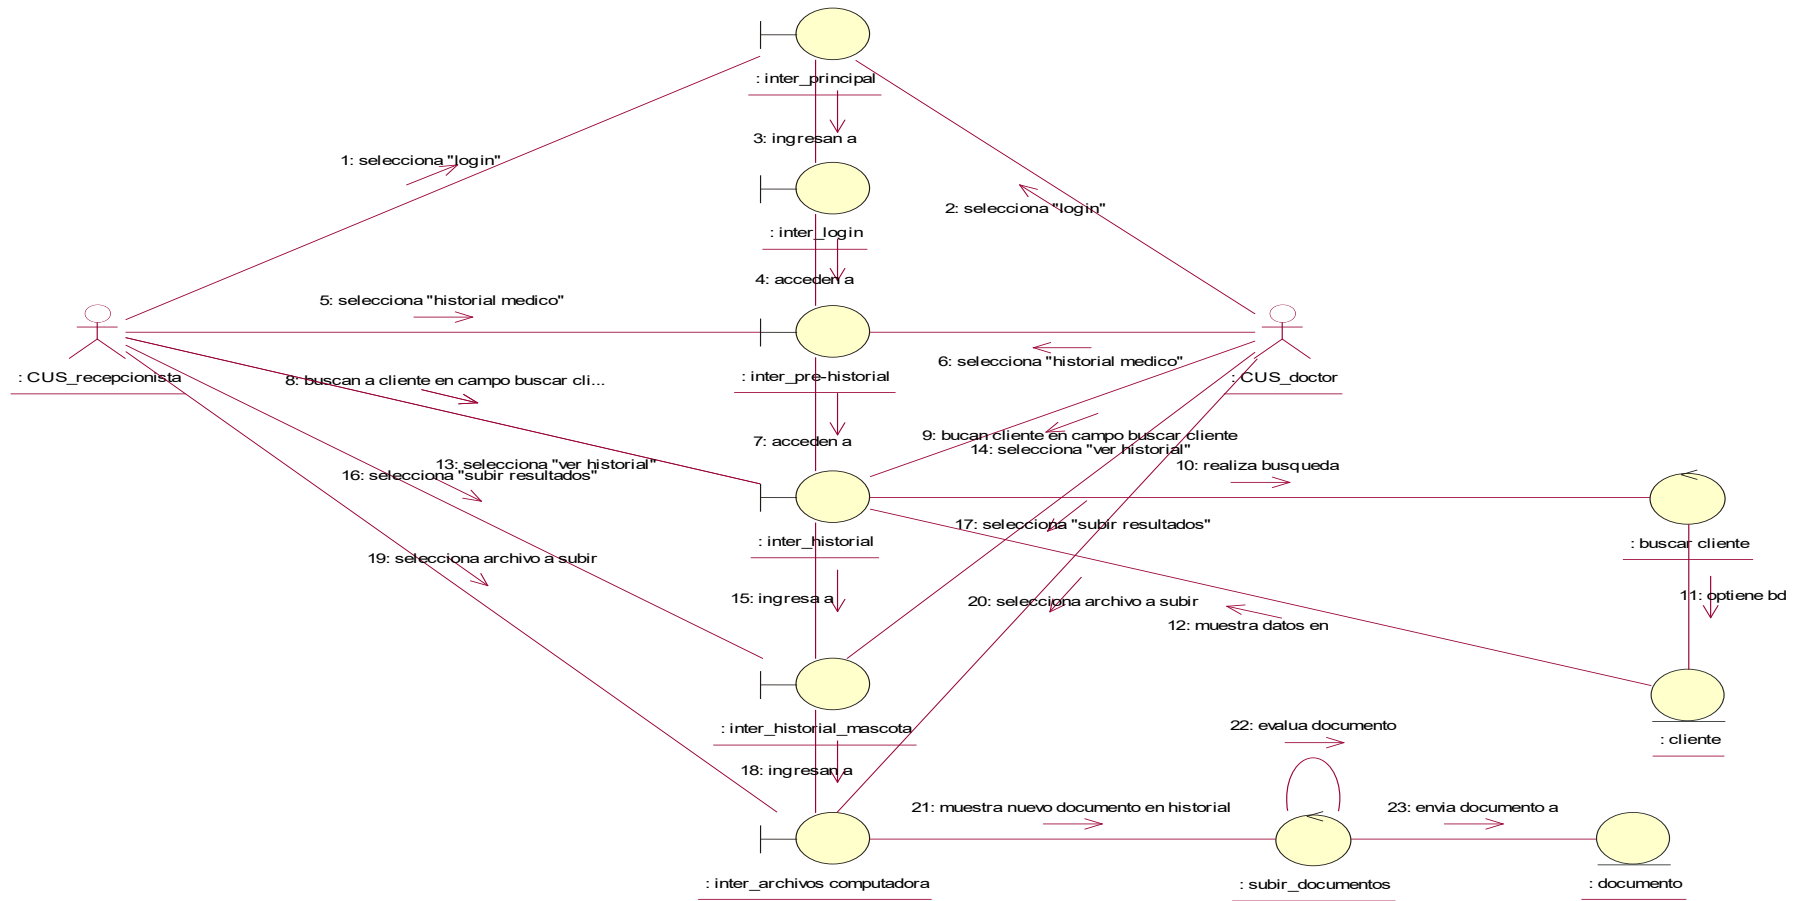 : inter_principal
3: ingresan a
1: selecciona "login"
2: selecciona "login"
: inter_login
4: acceden a
5: selecciona "historial medico"
6: selecciona "historial medico"
: CUS_recepcionista
8: buscan a cliente en campo buscar cli...
: inter_pre-historial
: CUS_doctor
7: acceden a
9: bucan cliente en campo buscar cliente
14: selecciona "ver historial"
13: selecciona "ver historial"
10: realiza busqueda
16: selecciona "subir resultados"
17: selecciona "subir resultados"
: inter_historial
: buscar cliente
19: selecciona archivo a subir
15: ingresa a
20: selecciona archivo a subir
11: optiene bd
12: muestra datos en
: inter_historial_mascota
22: evalua documento
: cliente
18: ingresan a
21: muestra nuevo documento en historial
23: envia documento a
: inter_archivos computadora
: subir_documentos
: documento